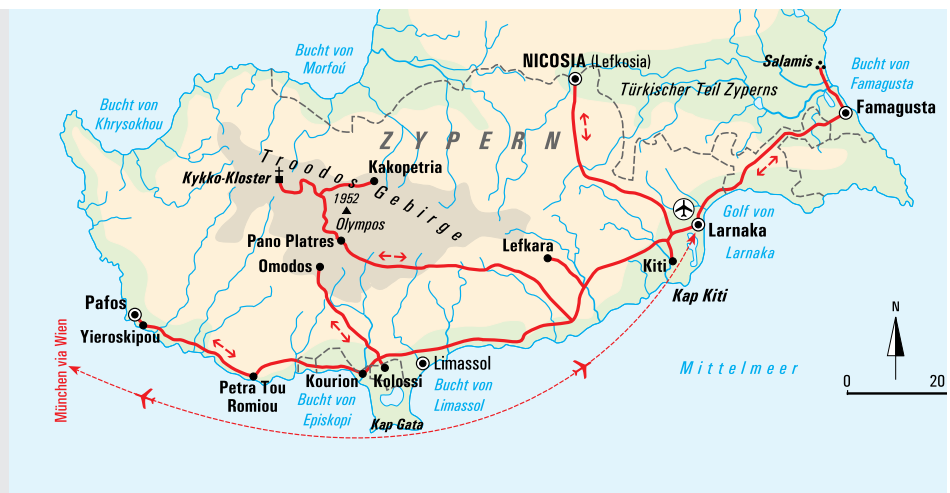 Bucht von
Morfoú
NICOSIA (Lefkosia)
Salamis
Bucht von
Famagusta
Türkischer Teil Zyperns
Bucht von
Khrysokhou
Famagusta
ZYPERN
Troodos Gebirge
Kykko-Kloster
Kakopetria
1952
Olympos
Golf von
Larnaka
Larnaka
Pano Platres
Lefkara
Omodos
Kiti
Kap Kiti
Pafos
Yieroskipou
N
München via Wien
Mittelmeer
Limassol
Petra Tou
Romiou
Kourion
Kolossi
Bucht von
Limassol
Bucht von
Episkopi
Kap Gata
0
20